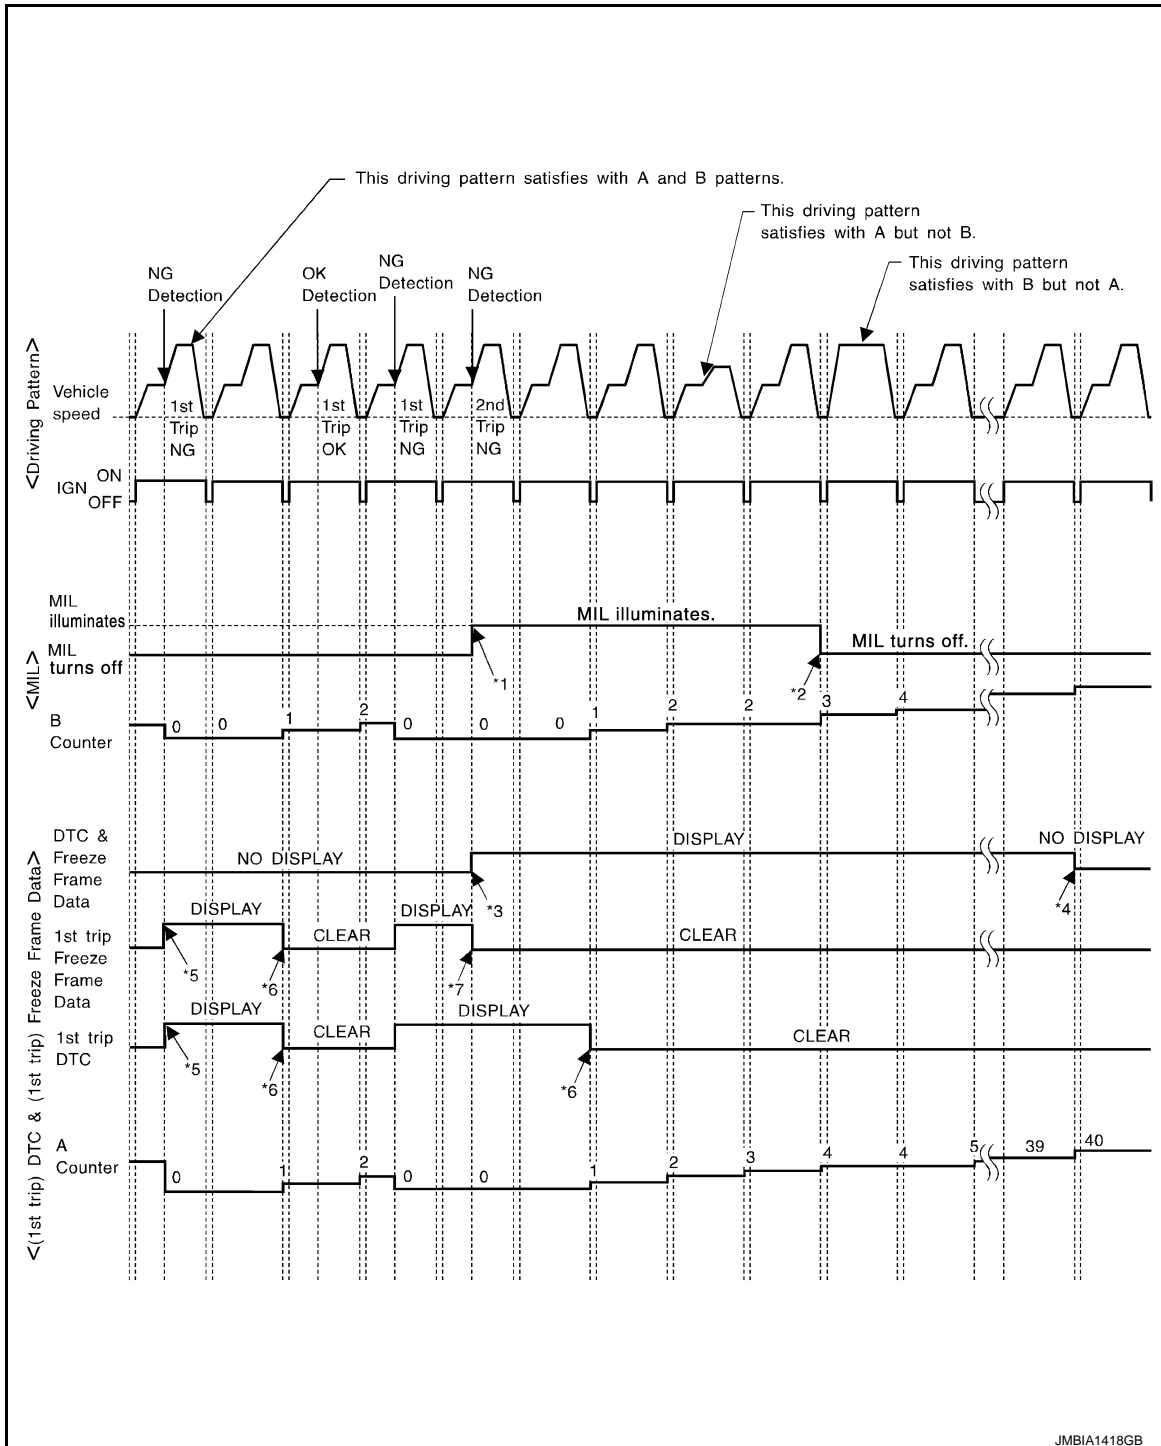 This driving pattern satisfies with A and B patterns.
This driving pattern
satisfies with A but not B.
This driving pattern
satisfies with B but not A.
NG
Detection
OK
Detection
NG
Detection
NG
Detection
<Driving Pattern>
Vehicle
speed
1st
Trip
NG
1st
Trip
OK
1st
Trip
NG
2nd
Trip
NG
IGN
ON
OFF
<MIL>
MIL
illuminates
MIL
turns off
MIL illuminates.
MIL turns off.
*1
*2
B
Counter
0 0 1 2 0 0 0 1 2 2 3 4
<(1st trip) DTC & (1st trip) Freeze Frame Data>
DTC &
Freeze
Frame
Data
NO DISPLAY
DISPLAY
NO DISPLAY
*3
*4
1st trip
Freeze
Frame
Data
DISPLAY
CLEAR
DISPLAY
CLEAR
*5
*6
*7
1st trip
DTC
DISPLAY
CLEAR
DISPLAY
CLEAR
*5
*6
*6
A
Counter
0 1 2 0 0 1 2 3 4 4 5 39 40
JMBIA1418GB